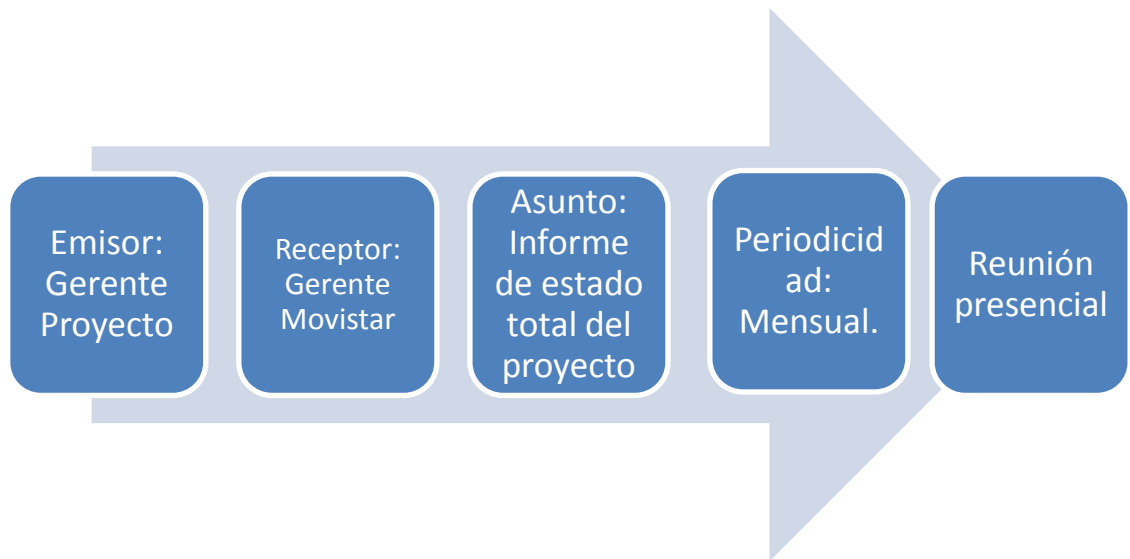 Emisor:
Gerente
Proyecto
Receptor:
Gerente
Movistar
Asunto:
Informe
de estado
total del
proyecto
Periodicid
ad:
Mensual.
Reunión
presencial